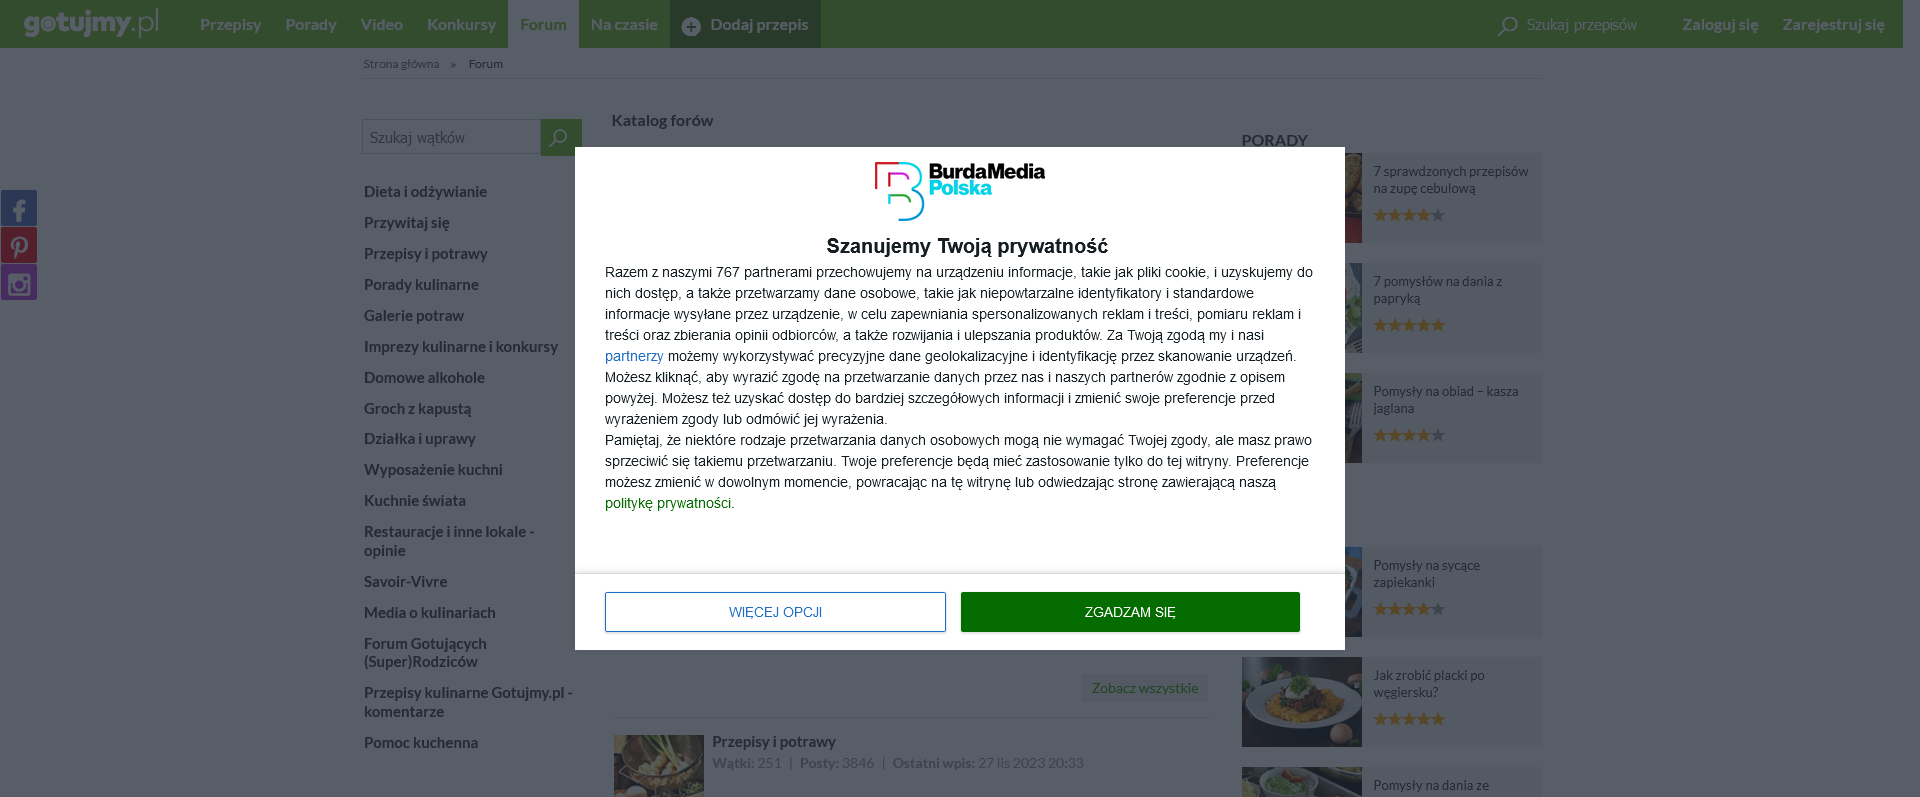 gotujmy.pl
Przepisy
Porady
Video
Konkursy
Forum
Na czasie
Dodaj przepis
Szukaj przepisów
Zaloguj się
Zarejestruj się
Strona główna
Forum
Szukaj wątków
Dieta i odżywianie
Przywitaj się
Przepisy i potrawy
Porady kulinarne
Galerie potraw
Imprezy kulinarne i konkursy
Domowe alkohole
Groch z kapustą
Działka i uprawy
Wyposażenie kuchni
Kuchnie świata
Restauracje i inne lokale -
opinie
Savoir-Vivre
Media o kulinariach
Forum Gotujących
(Super)Rodziców
Przepisy kulinarne Gotujmy.pl -
komentarze
Pomoc kuchenna
Katalog forów
BurdaMedia
Polska
Szanujemy Twoją prywatność
Razem z naszymi 767 partnerami przechowujemy na urządzeniu informacje, takie jak pliki cookie, i uzyskujemy do
nich dostęp, a także przetwarzamy dane osobowe, takie jak niepowtarzalne identyfikatory i standardowe
informacje wysyłane przez urządzenie, w celu zapewniania spersonalizowanych reklam i treści, pomiaru reklam i
treści oraz zbierania opinii odbiorców, a także rozwijania i ulepszania produktów. Za Twoją zgodą my i nasi
partnerzy możemy wykorzystywać precyzyjne dane geolokalizacyjne i identyfikację przez skanowanie urządzeń.
Możesz kliknąć, aby wyrazić zgodę na przetwarzanie danych przez nas i naszych partnerów zgodnie z opisem
powyżej. Możesz też uzyskać dostęp do bardziej szczegółowych informacji i zmienić swoje preferencje przed
wyrażeniem zgody lub odmówić jej wyrażenia.
Pamiętaj, że niektóre rodzaje przetwarzania danych osobowych mogą nie wymagać Twojej zgody, ale masz prawo
sprzeciwić się takiemu przetwarzaniu. Twoje preferencje będą mieć zastosowanie tylko do tej witryny. Preferencje
możesz zmienić w dowolnym momencie, powracając na tę witrynę lub odwiedzając stronę zawierającą naszą
politykę prywatności.
WIĘCEJ OPCJI
ZGADZAM SIĘ
Zobacz wszystkie
Przepisy i potrawy
Wątki: 251 | Posty: 3846 | Ostatni wpis: 27 lis 2023 20:33
PORADY
7 sprawdzonych przepisów
na zupę cebulową
7 pomysłów na dania z
papryką
Pomysły na obiad – kasza
jaglana
Pomysły na sycące
zapiekanki
Jak zrobić placki po
węgiersku?
Pomysły na dania ze